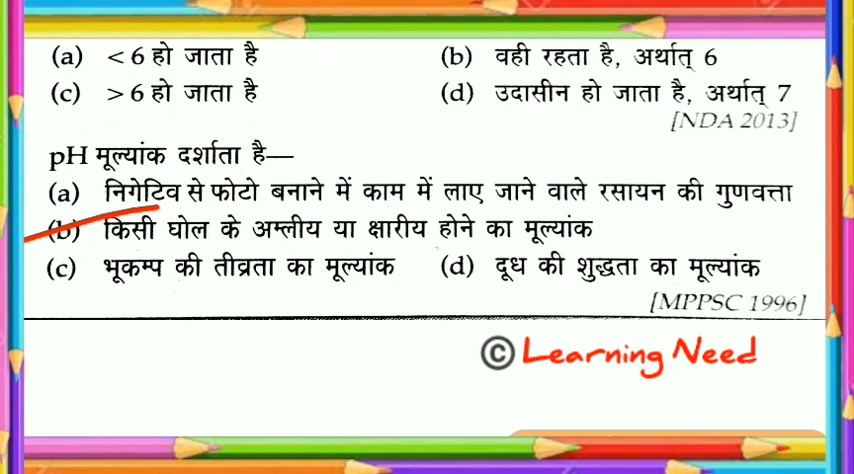 (a) < 6 हो जाता है (b) वही रहता है, अर्थात् 6
(c) > 6 हो जाता है (d) उदासीन हो जाता है, अर्थात् 7
[NDA 2013]
pH मूल्यांक दर्शाता है—
(a) निगेटिव से फोटो बनाने में काम में लाए जाने वाले रसायन की गुणवत्ता
(b) किसी घोल के अम्लीय या क्षारीय होने का मूल्यांक
(c) भूकम्प की तीव्रता का मूल्यांक (d) दूध की शुद्धता का मूल्यांक
[MPPSC 1996]
© Learning Need